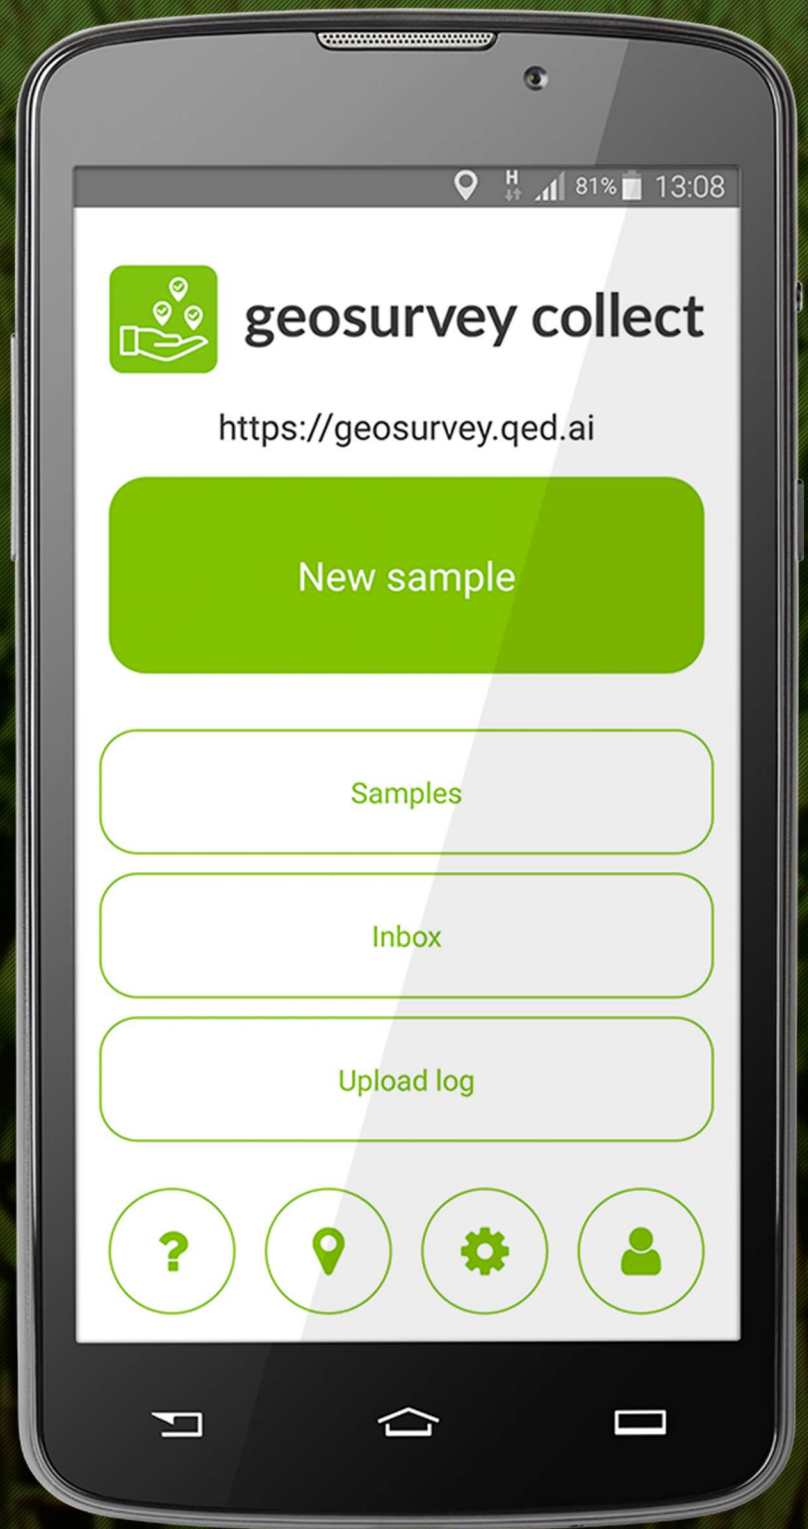 H
81%
13:08
geosurvey collect
https://geosurvey.qed.ai
New sample
Samples
Inbox
Upload log
?